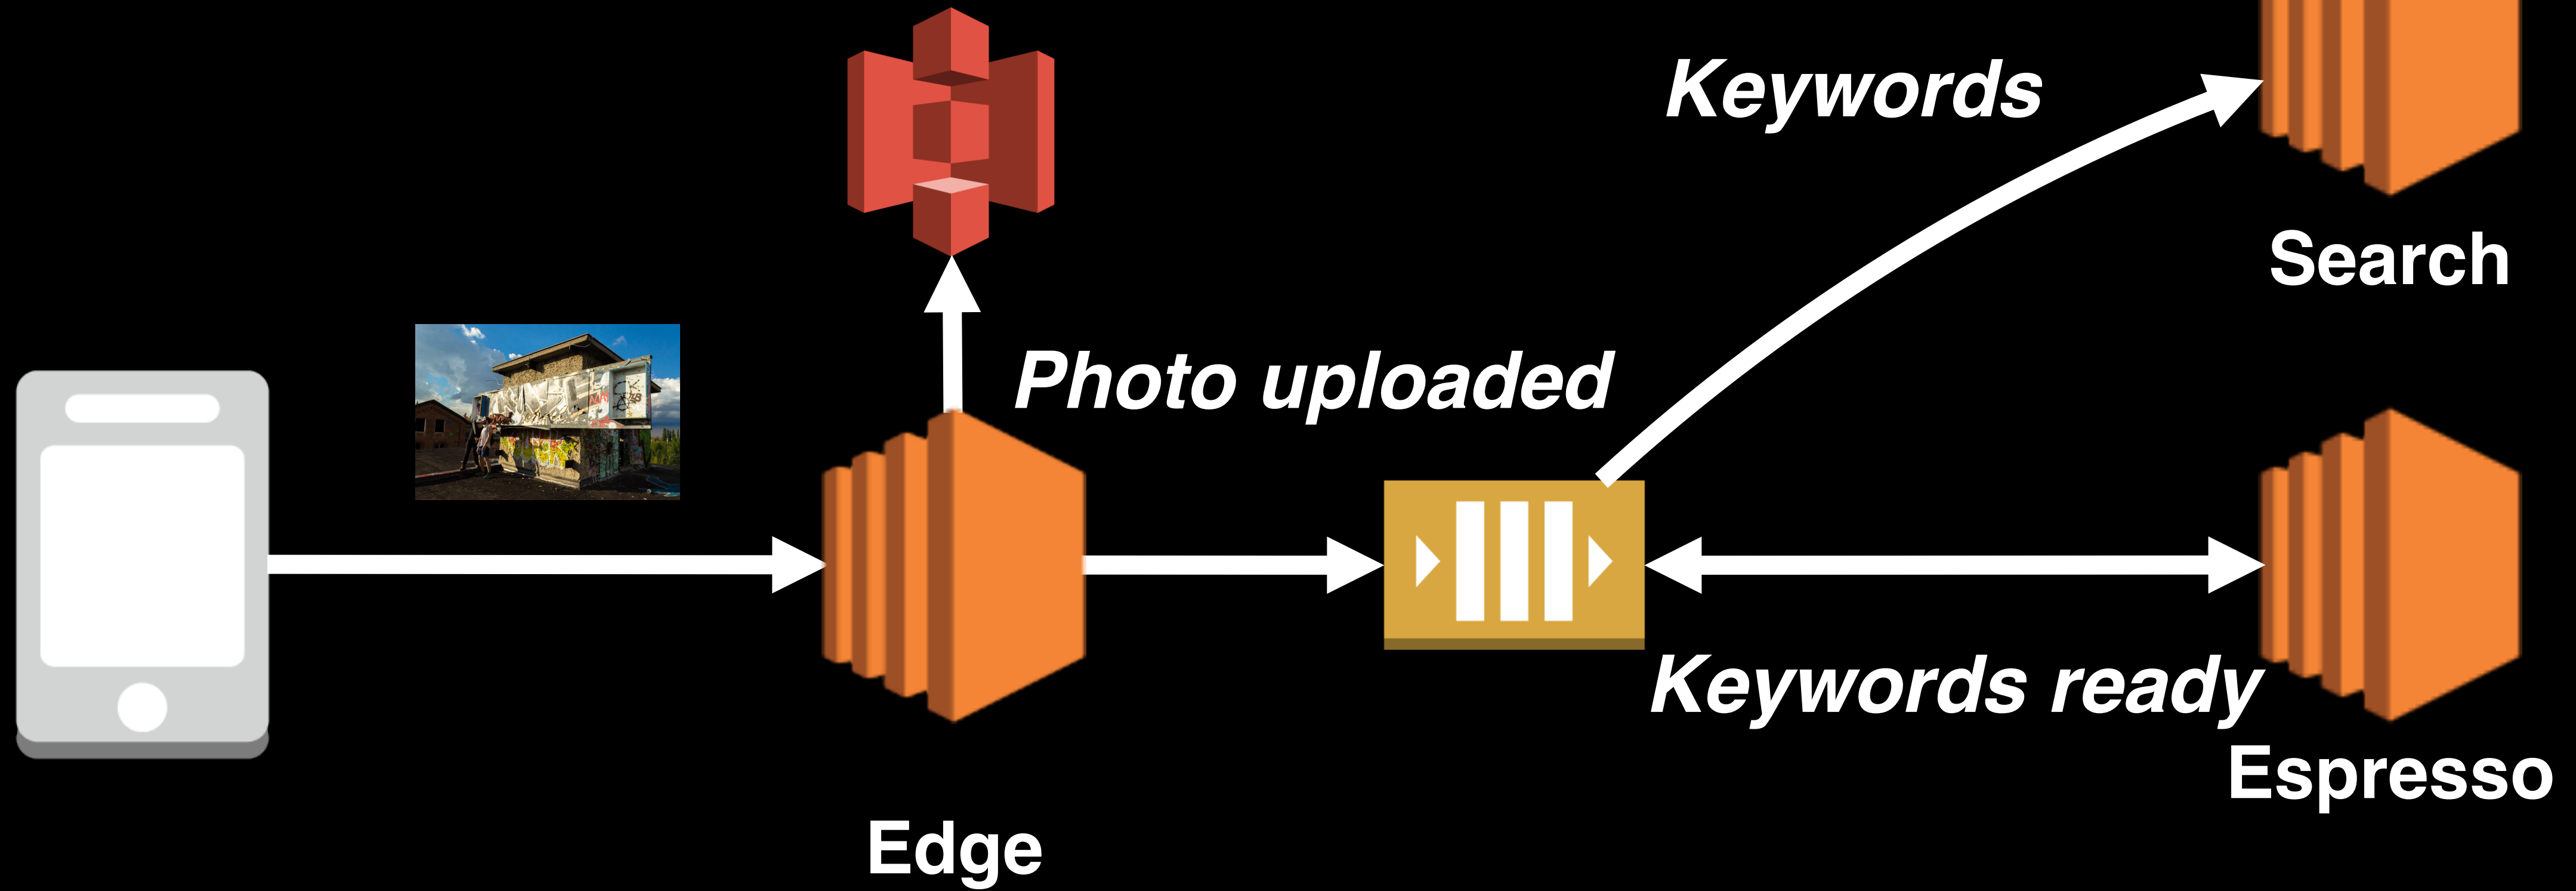 Keywords
Search
Photo uploaded
Keywords ready
Espresso
Edge